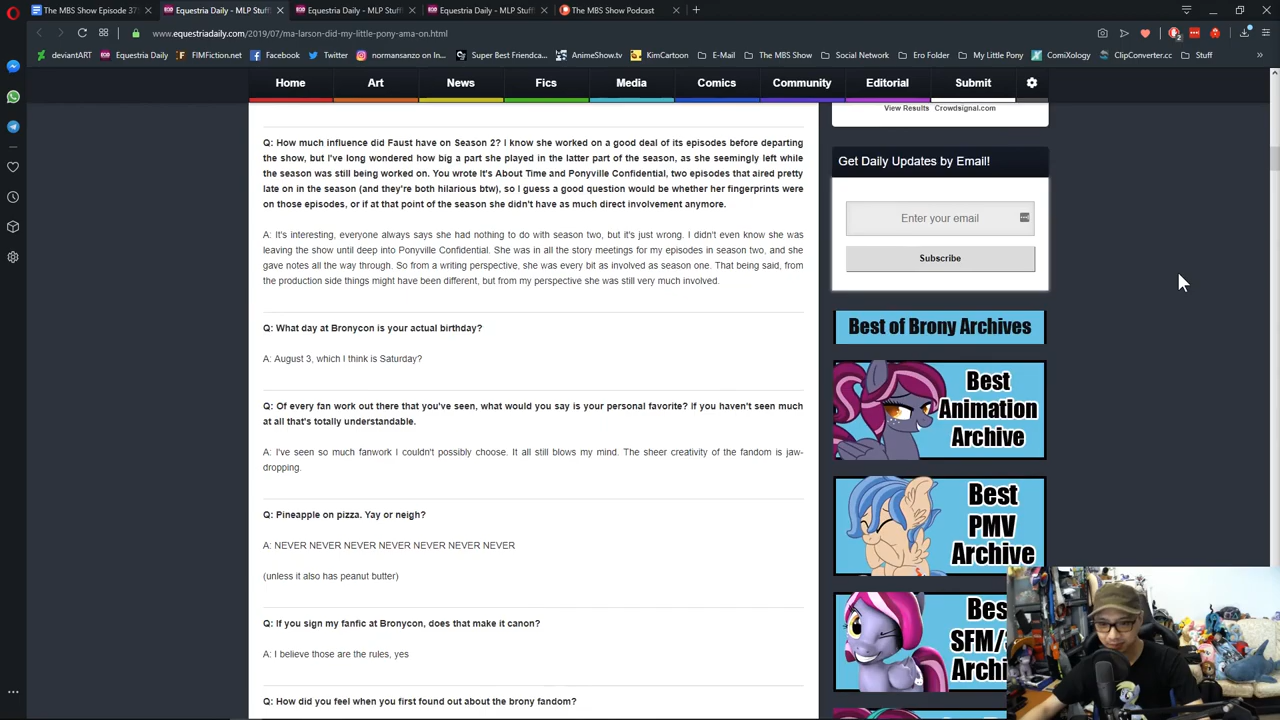 The MBS Show Episode 37
Equestria Daily - MLP Stuff
Equestria Daily - MLP Stuff
Equestria Daily - MLP Stuff
The MBS Show Podcast
www.equestriadaily.com/2019/07/ma-larson-did-my-little-pony-ama-on.html
deviantART
Equestria Daily
FIMFiction.net
Facebook
Twitter
normansanzo on Inst
Super Best Friendca
AnimeShow.tv
KimCartoon
E-Mail
The MBS Show
Social Network
Ero Folder
My Little Pony
ComiXology
ClipConverter.cc
Stuff
Home
Art
News
Fics
Media
Comics
Community
Editorial
Submit
View Results Crowdsignal.com
Q: How much influence did Faust have on Season 2? I know she worked on a good deal of its episodes before departing
the show, but I've long wondered how big a part she played in the latter part of the season, as she seemingly left while
the season was still being worked on. You wrote It's About Time and Ponyville Confidential, two episodes that aired pretty
late on in the season (and they're both hilarious btw), so I guess a good question would be whether her fingerprints were
on those episodes, or if at that point of the season she didn't have as much direct involvement anymore.
A: It's interesting, everyone always says she had nothing to do with season two, but it's just wrong. I didn't even know she was
leaving the show until deep into Ponyville Confidential. She was in all the story meetings for my episodes in season two, and she
gave notes all the way through. So from a writing perspective, she was every bit as involved as season one. That being said, from
the production side things might have been different, but from my perspective she was still very much involved.
Q: What day at Bronycon is your actual birthday?
A: August 3, which I think is Saturday?
Q: Of every fan work out there that you've seen, what would you say is your personal favorite? If you haven't seen much
at all that's totally understandable.
A: I've seen so much fanwork I couldn't possibly choose. It all still blows my mind. The sheer creativity of the fandom is jaw-
dropping.
Q: Pineapple on pizza. Yay or neigh?
A: NEVER NEVER NEVER NEVER NEVER NEVER NEVER
(unless it also has peanut butter)
Q: If you sign my fanfic at Bronycon, does that make it canon?
A: I believe those are the rules, yes
Q: How did you feel when you first found out about the brony fandom?
Get Daily Updates by Email!
Enter your email
Subscribe
Best of Brony Archives
Best
Animation
Archive
Best
PMV
Archive
Bes
SFM/
Archi